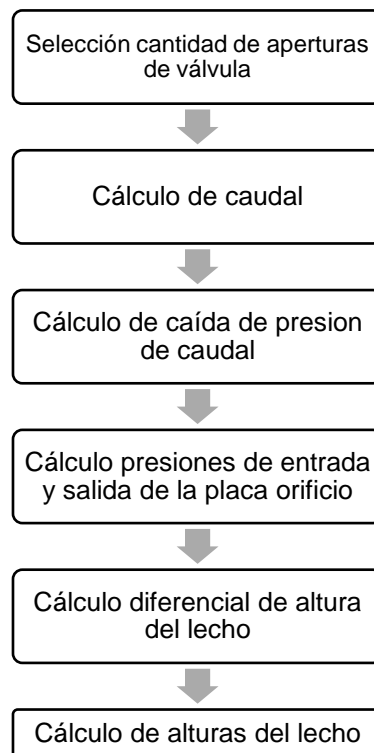 Selección cantidad de aperturas
de válvula
Cálculo de caudal
Cálculo de caída de presion
de caudal
Cálculo presiones de entrada
y salida de la placa orificio
Cálculo diferencial de altura
del lecho
Cálculo de alturas del lecho